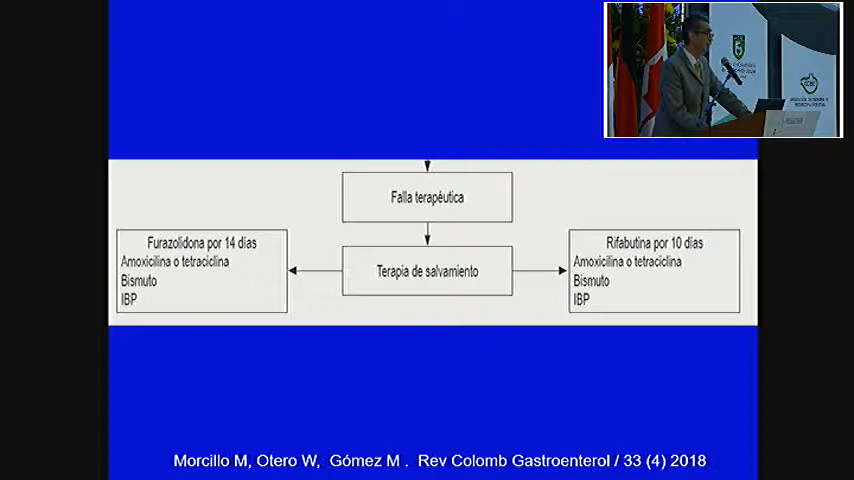 Falla terapéutica
Terapia de salvamiento
Furazolidona por 14 días
Amoxicilina o tetraciclina
Bismuto
IBP
Rifabutina por 10 días
Amoxicilina o tetraciclina
Bismuto
IBP
Morcillo M, Otero W, Gómez M . Rev Colomb Gastroenterol / 33 (4) 2018